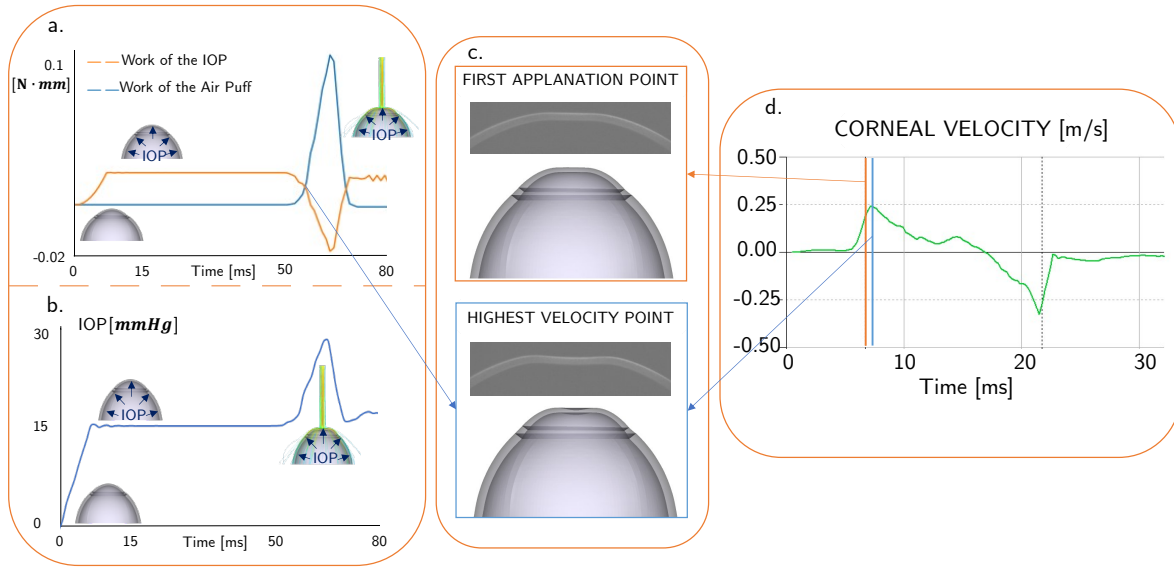 a.
0.1
[N · mm]
Work of the IOP
Work of the Air Puff
IOP
IOP
-0.02
0
15
Time [ms]
50
80
b.
IOP[mmHg]
30
15
0
IOP
IOP
0
15
Time [ms]
50
80
c.
FIRST APPLANATION POINT
HIGHEST VELOCITY POINT
d.
CORNEAL VELOCITY [m/s]
0.50
0.25
0.00
-0.25
-0.50
0
10
20
30
Time [ms]